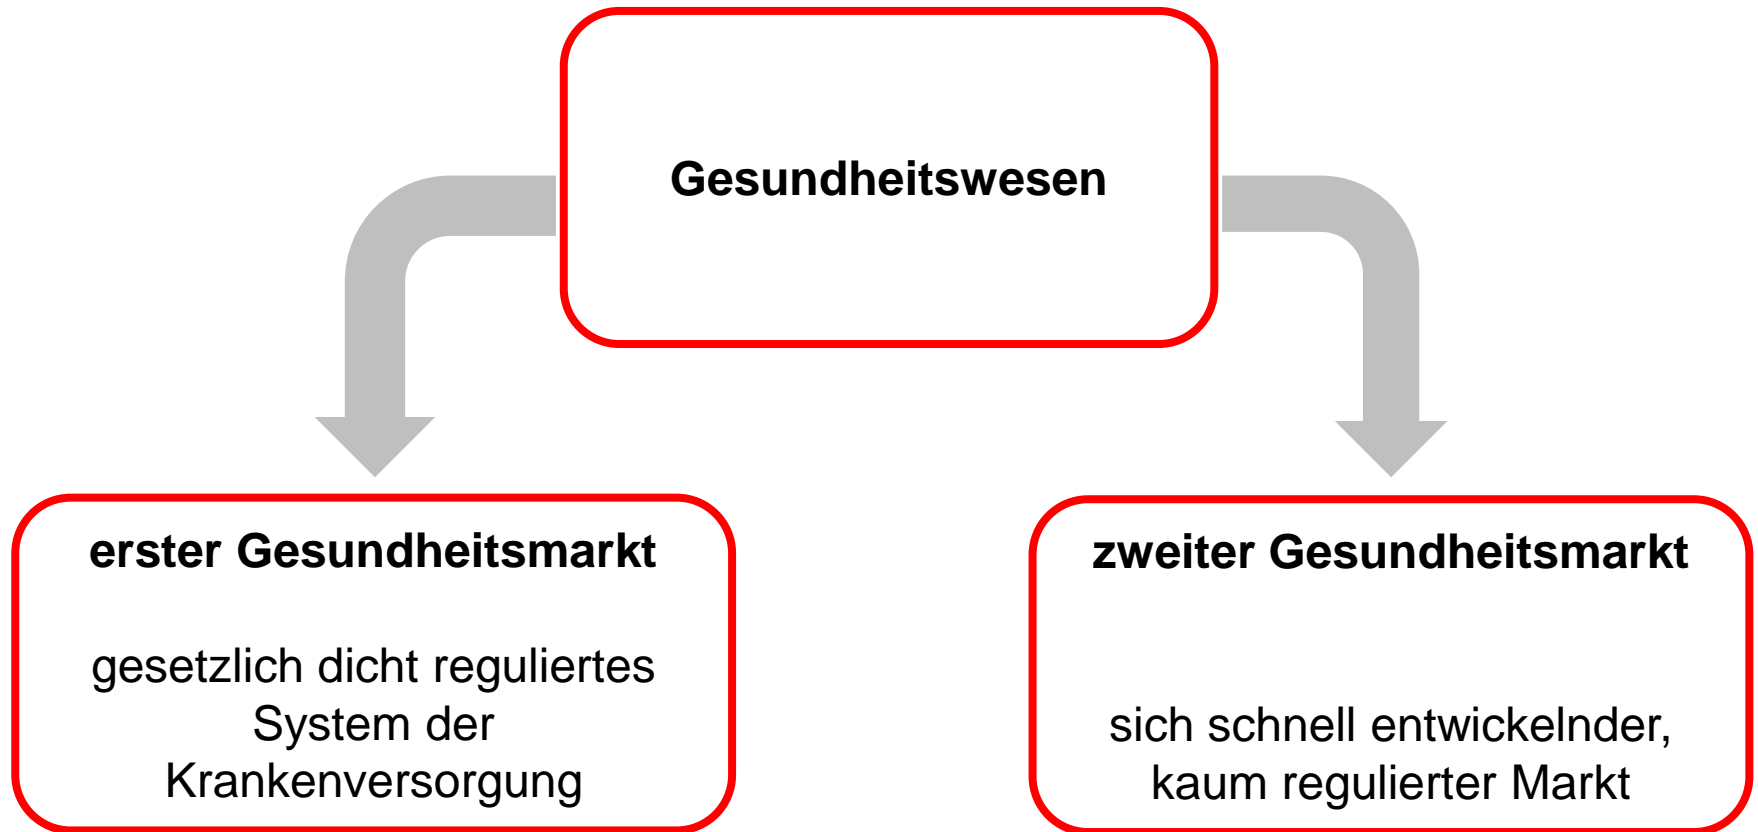 Gesundheitswesen
erster Gesundheitsmarkt
gesetzlich dicht reguliertes
System der
Krankenversorgung
zweiter Gesundheitsmarkt
sich schnell entwickelnder,
kaum regulierter Markt